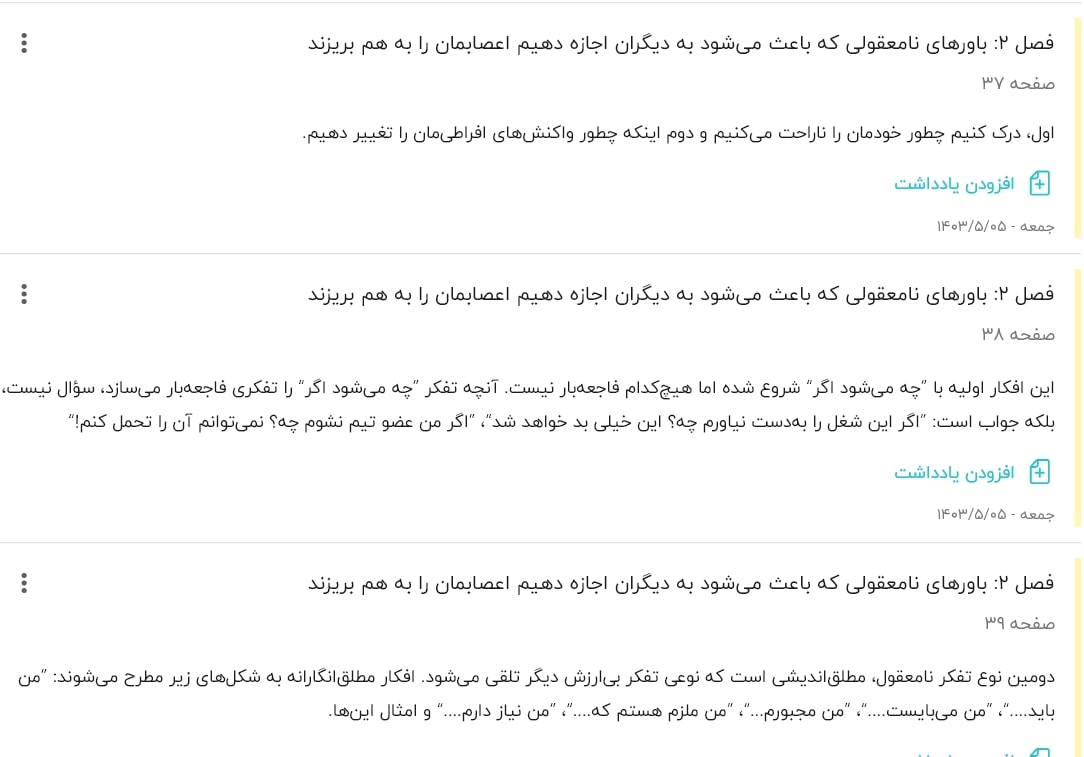 فصل ۲: باورهای نامعقولی که باعث می‌شود به دیگران اجازه دهیم اعصابمان را به هم بریزند
صفحه ۳۷
اول، درک کنیم چطور خودمان را ناراحت می‌کنیم و دوم اینکه چطور واکنش‌های افراطی‌مان را تغییر دهیم.
افزودن یادداشت
جمعه - ۱۴۰۳/۵/۰۵
فصل ۲: باورهای نامعقولی که باعث می‌شود به دیگران اجازه دهیم اعصابمان را به هم بریزند
صفحه ۳۸
این افکار اولیه با ”چه می‌شود اگر“ شروع شده اما هیچ‌کدام فاجعه‌بار نیست. آنچه تفکر ”چه می‌شود اگر“ را تفکری فاجعه‌بار می‌سازد، سؤال نیست،
بلکه جواب است: ”اگر این شغل را به‌دست نیاورم چه؟ این خیلی بد خواهد شد“، ”اگر من عضو تیم نشوم چه؟ نمی‌توانم آن را تحمل کنم!“
افزودن یادداشت
جمعه - ۱۴۰۳/۵/۰۵
فصل ۲: باورهای نامعقولی که باعث می‌شود به دیگران اجازه دهیم اعصابمان را به هم بریزند
صفحه ۳۹
دومین نوع تفکر نامعقول، مطلق‌اندیشی است که نوعی تفکر بی‌ارزش دیگر تلقی می‌شود. افکار مطلق‌انگارانه به شکل‌های زیر مطرح می‌شوند: ”من
باید....“، ”من می‌بایست....“، ”من مجبورم...“، ”من ملزم هستم که....“، ”من نیاز دارم....“ و امثال این‌ها.